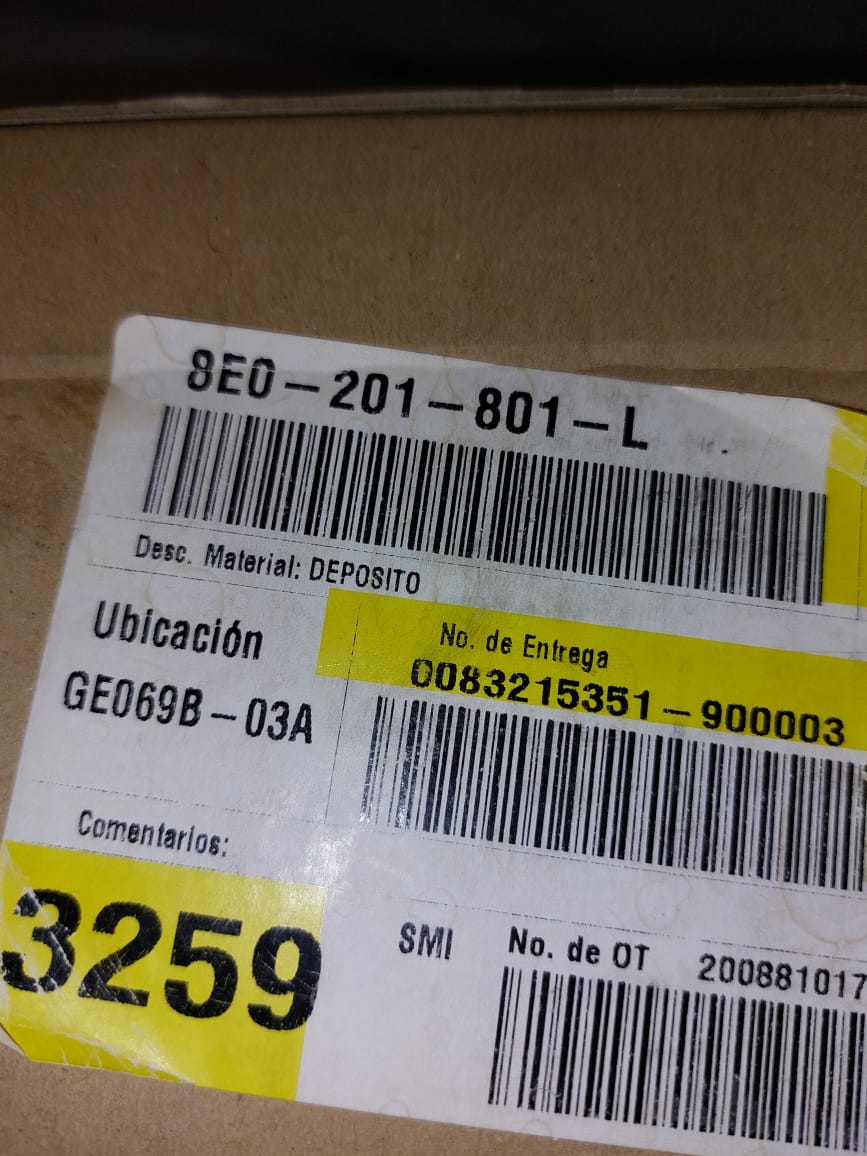 8E0-201-801-L
Desc. Material: DEPOSITO
Ubicación
No. de Entrega
GE069B-03A
0083215351-900003
Comentarios:
3259
SMI
No. de OT 200881017